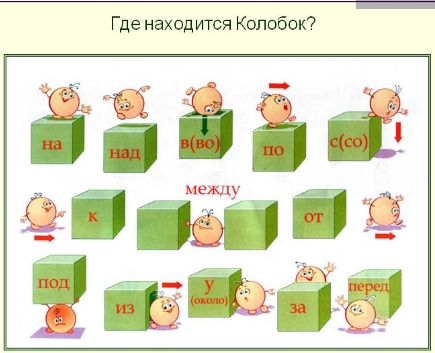 Где находится Колобок?
на
над
в(во)
по
с(со)
между
к
от
под
из
у
(около)
за
перед